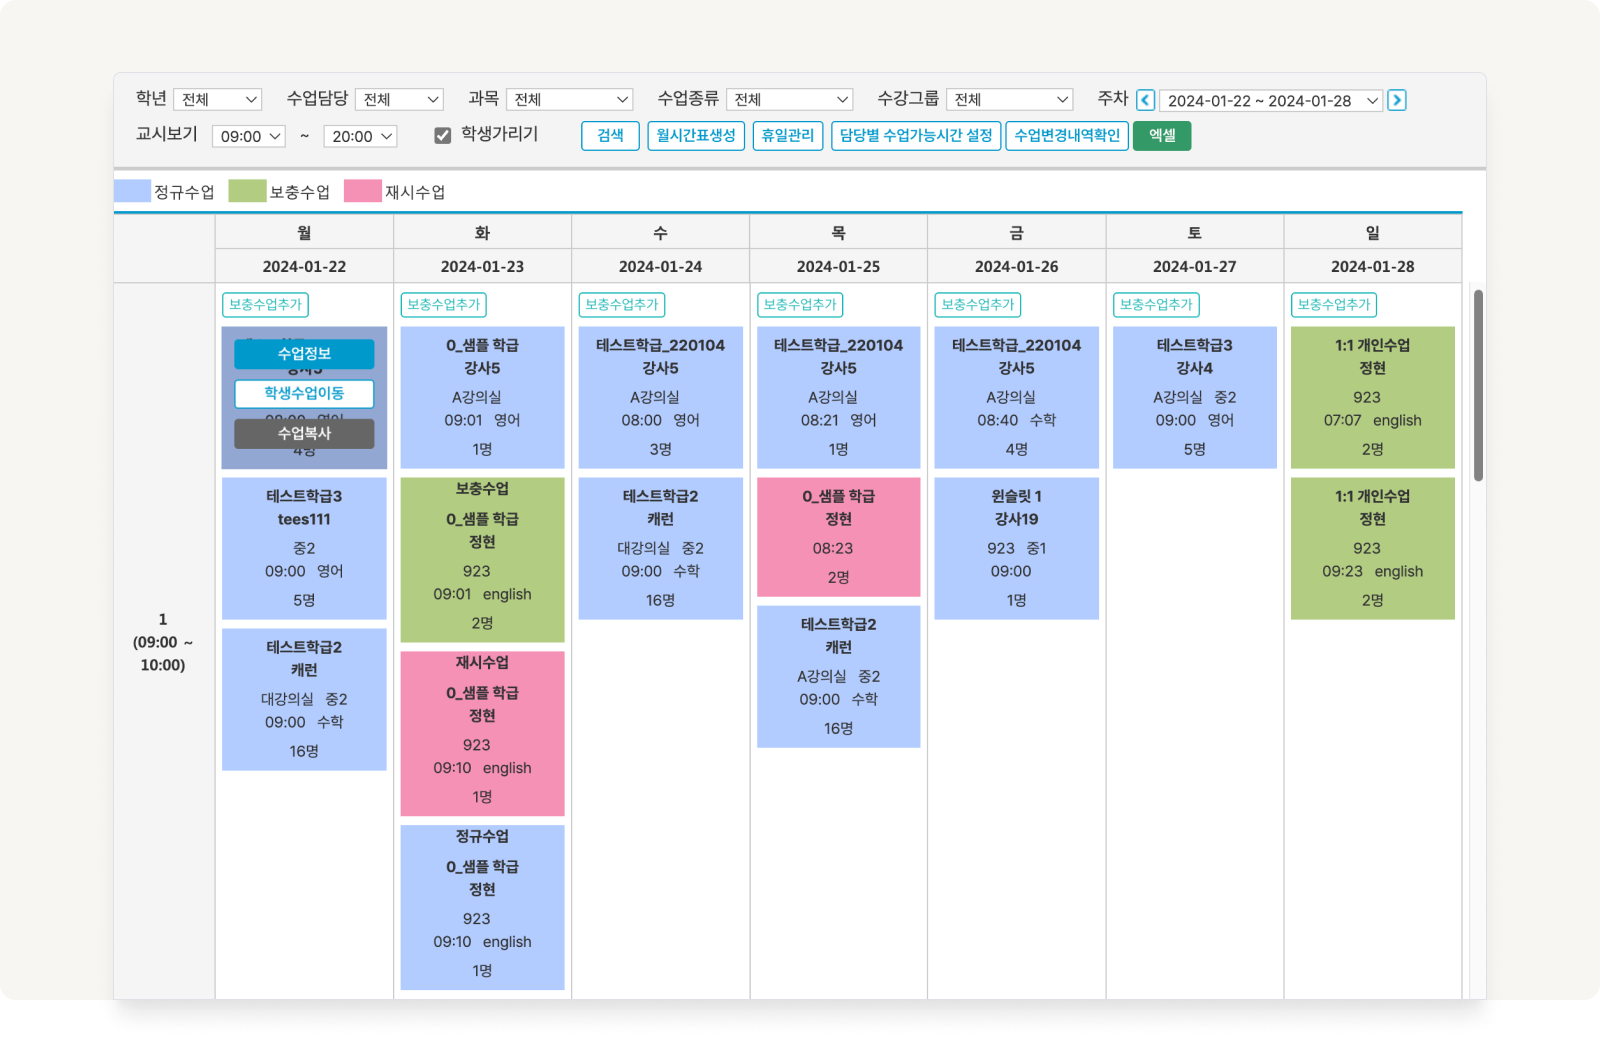 학년 전체 수업담당 전체 과목 전체 수업종류 전체 수강그룹 전체 주차 2024-01-22 ~ 2024-01-28
교시보기 09:00 ~ 20:00 학생가리기 검색 월시간표생성 휴일관리 담당별 수업가능시간 설정 수업변경내역확인 엑셀
정규수업 보충수업 재시수업
월 화 수 목 금 토 일
2024-01-22 2024-01-23 2024-01-24 2024-01-25 2024-01-26 2024-01-27 2024-01-28
1
(09:00 ~
10:00)
보충수업추가
수업정보
강사5
학생수업이동
08:00 영어
수업복사
4명
테스트학급3
tees111
중2
09:00 영어
5명
테스트학급2
캐런
대강의실 중2
09:00 수학
16명
보충수업추가
0_샘플 학급
강사5
A강의실
09:01 영어
1명
보충수업
0_샘플 학급
정현
923
09:01 english
2명
재시수업
0_샘플 학급
정현
923
09:10 english
1명
정규수업
0_샘플 학급
정현
923
09:10 english
1명
보충수업추가
테스트학급_220104
강사5
A강의실
08:00 영어
3명
테스트학급2
캐런
대강의실 중2
09:00 수학
16명
보충수업추가
테스트학급_220104
강사5
A강의실
08:21 영어
1명
0_샘플 학급
정현
08:23
2명
테스트학급2
캐런
A강의실 중2
09:00 수학
16명
보충수업추가
테스트학급_220104
강사5
A강의실
08:40 수학
4명
윈슬릿 1
강사19
923 중1
09:00
1명
보충수업추가
테스트학급3
강사4
A강의실 중2
09:00 영어
5명
보충수업추가
1:1 개인수업
정현
923
07:07 english
2명
1:1 개인수업
정현
923
09:23 english
2명